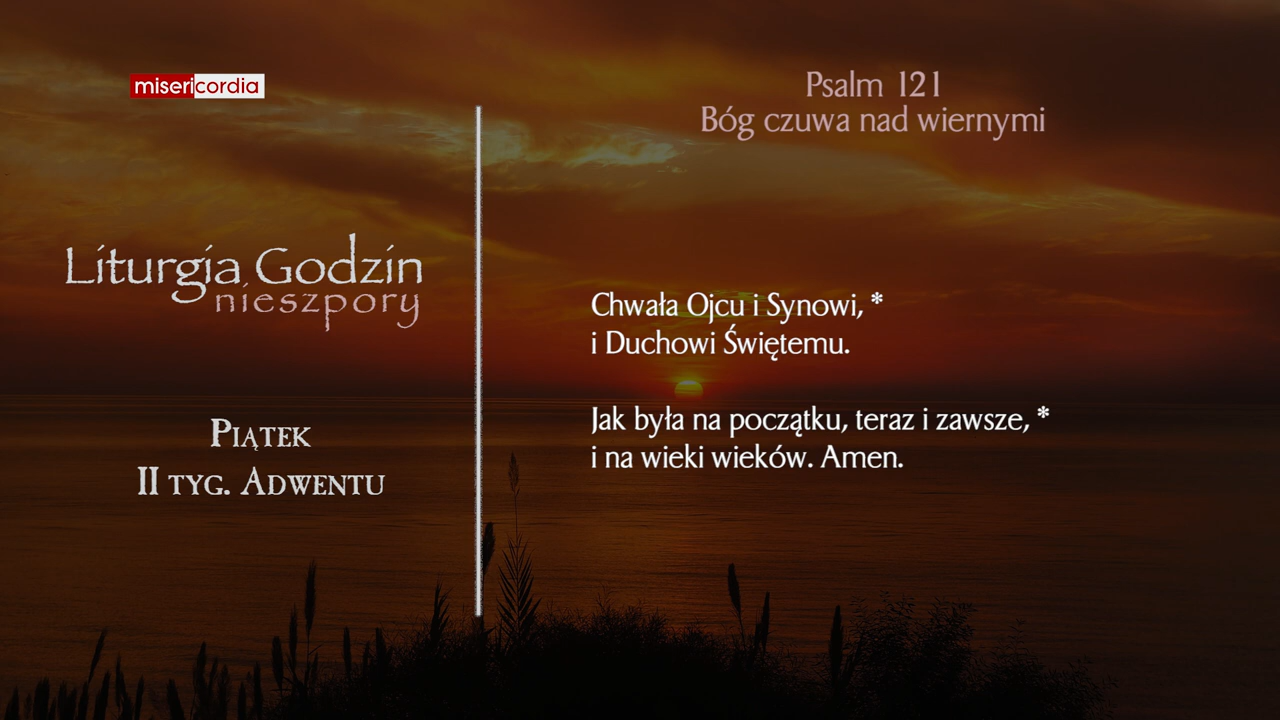 misericordia
Liturgia Godzin
nieszpory
Piątek
II tyg. Adwentu
Psalm 121
Bóg czuwa nad wiernymi
Chwała Ojcu i Synowi, *
i Duchowi Świętemu.
Jak była na początku, teraz i zawsze, *
i na wieki wieków. Amen.